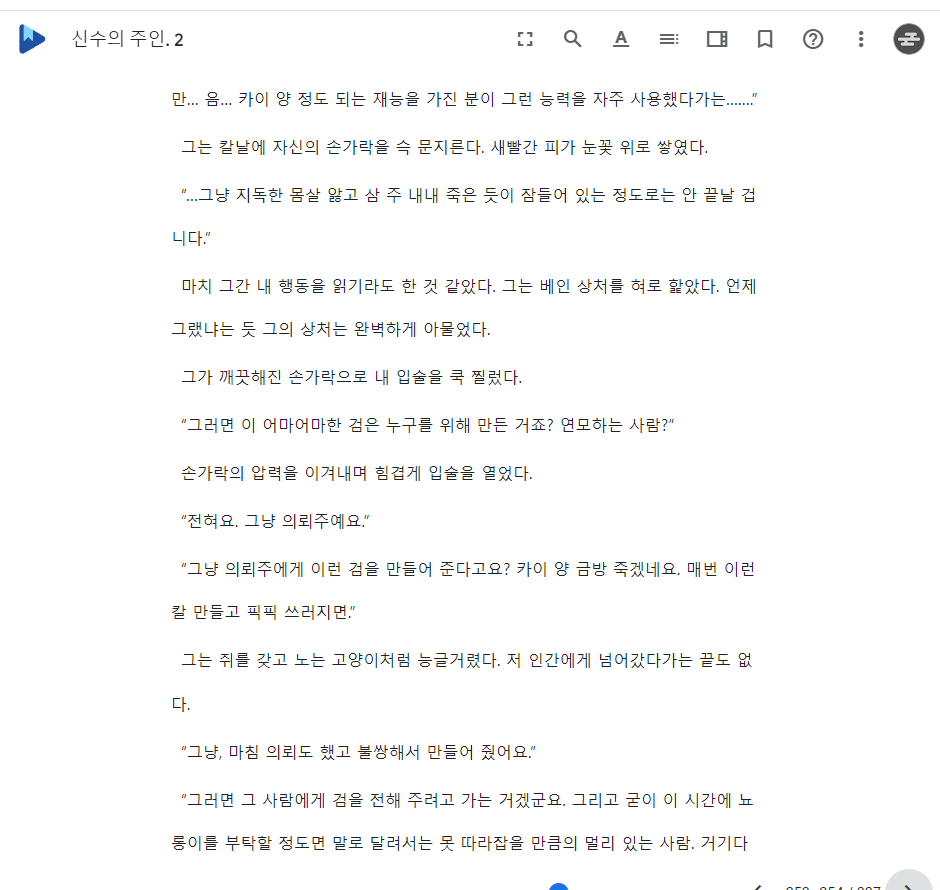 신수의 주인. 2
만... 음... 카이 양 정도 되는 재능을 가진 분이 그런 능력을 자주 사용했다가는.......”
그는 칼날에 자신의 손가락을 슥 문지른다. 새빨간 피가 눈꽃 위로 쌓였다.
“...그냥 지독한 몸살 앓고 삼 주 내내 죽은 듯이 잠들어 있는 정도로는 안 끝날 겁
니다.”
마치 그간 내 행동을 읽기라도 한 것 같았다. 그는 베인 상처를 혀로 핥았다. 언제
그랬냐는 듯 그의 상처는 완벽하게 아물었다.
그가 깨끗해진 손가락으로 내 입술을 쿡 찔렀다.
“그러면 이 어마어마한 검은 누구를 위해 만든 거죠? 연모하는 사람?”
손가락의 압력을 이겨내며 힘겹게 입술을 열었다.
“전혀요. 그냥 의뢰주예요.”
“그냥 의뢰주에게 이런 검을 만들어 준다고요? 카이 양 금방 죽겠네요. 매번 이런
칼 만들고 픽픽 쓰러지면.”
그는 쥐를 갖고 노는 고양이처럼 능글거렸다. 저 인간에게 넘어갔다가는 끝도 없
다.
“그냥, 마침 의뢰도 했고 불쌍해서 만들어 줬어요.”
“그러면 그 사람에게 검을 전해 주려고 가는 거겠군요. 그리고 굳이 이 시간에 뇨
롱이를 부탁할 정도면 말로 달려서는 못 따라잡을 만큼의 멀리 있는 사람. 거기다